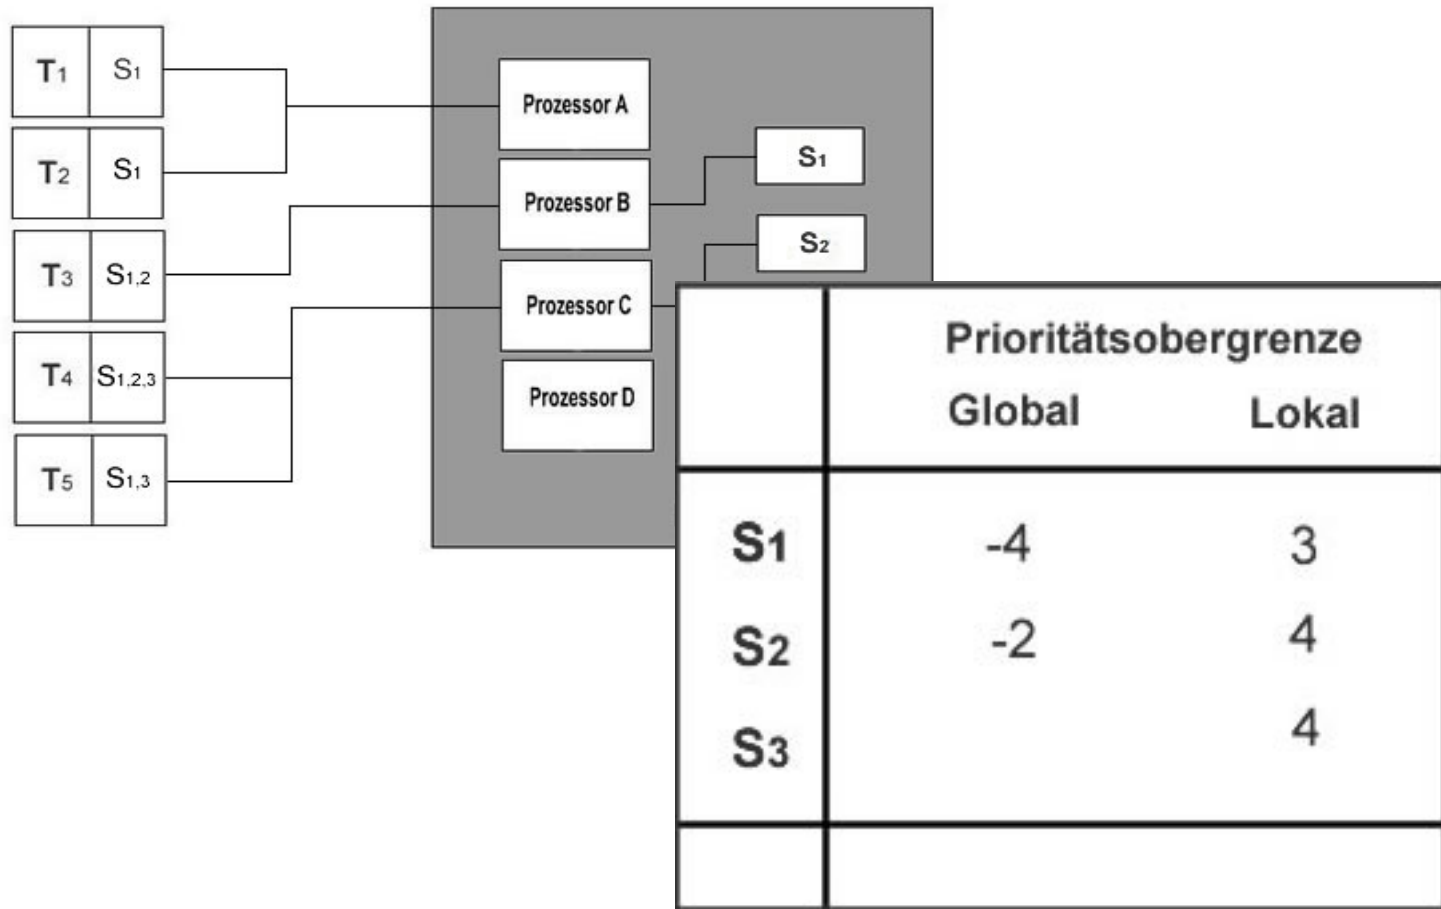 T1 S1
T2 S1
T3 S1,2
T4 S1,2,3
T5 S1,3
Prozessor A
Prozessor B
Prozessor C
Prozessor D
S1
S2
Prioritätsobergrenze
Global Lokal
S1 -4 3
S2 -2 4
S3 4